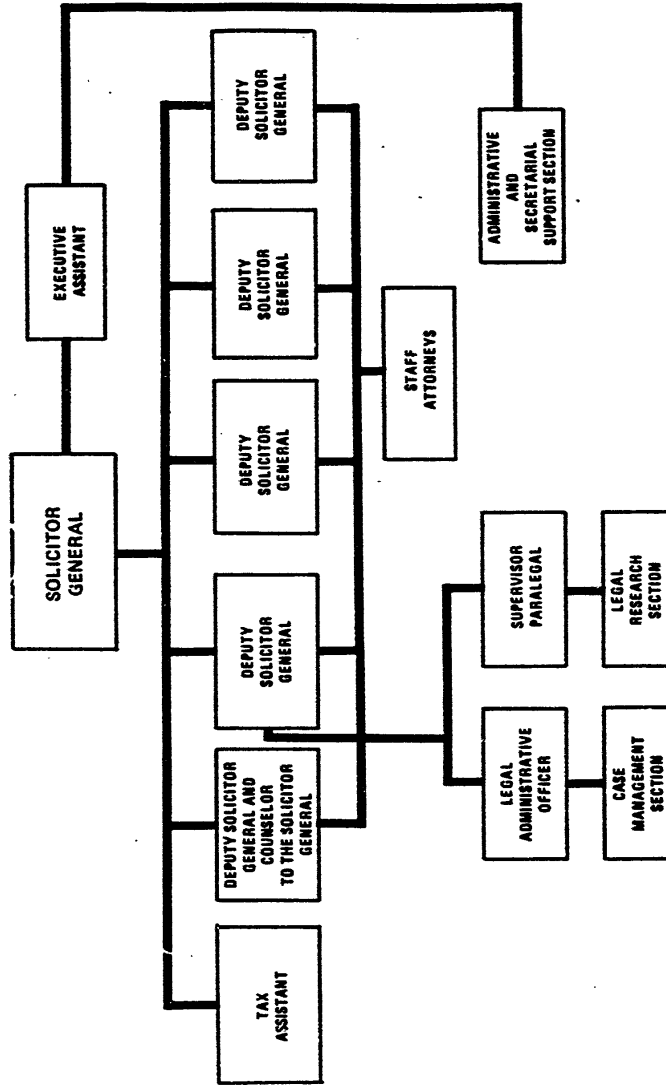 SOLICITOR
GENERAL
EXECUTIVE
ASSISTANT
TAX
ASSISTANT
DEPUTY SOLICITOR
GENERAL AND
COUNSELOR
TO THE SOLICITOR
GENERAL
DEPUTY
SOLICITOR
GENERAL
DEPUTY
SOLICITOR
GENERAL
DEPUTY
SOLICITOR
GENERAL
DEPUTY
SOLICITOR
GENERAL
STAFF
ATTORNEYS
LEGAL
ADMINISTRATIVE
OFFICER
SUPERVISOR
PARALEGAL
ADMINISTRATIVE
AND
SECRETARIAL
SUPPORT SECTION
CASE
MANAGEMENT
SECTION
LEGAL
RESEARCH
SECTION